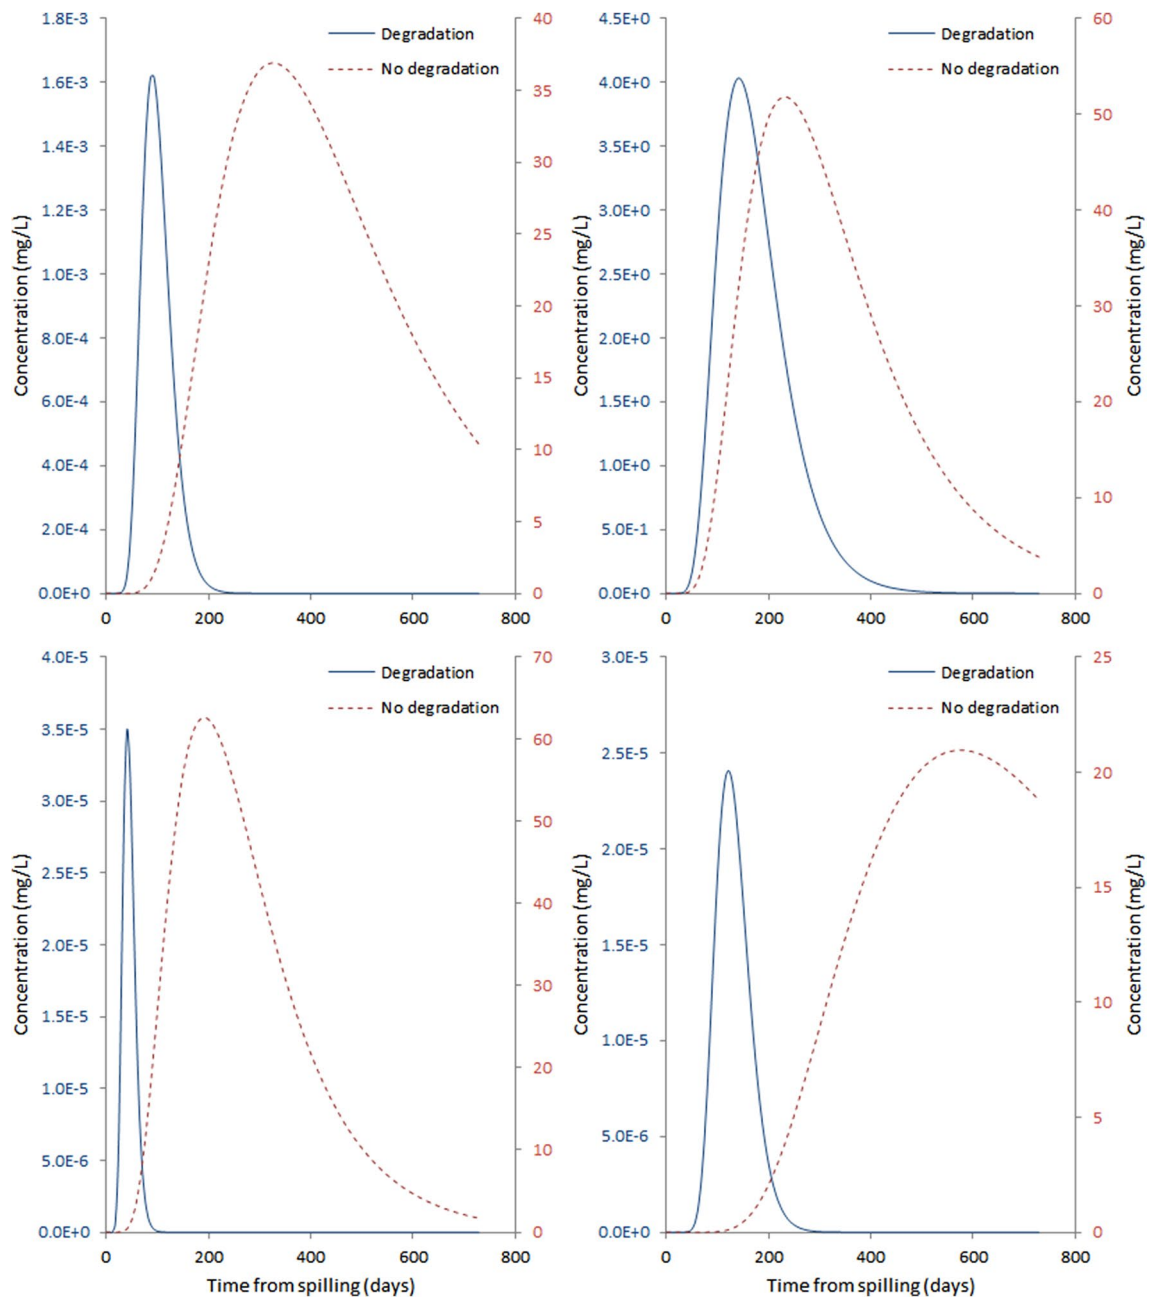 1.8E-3
1.6E-3
1.4E-3
1.2E-3
1.0E-3
8.0E-4
6.0E-4
4.0E-4
2.0E-4
0.0E+0
Concentration (mg/L)
40
35
30
25
20
15
10
5
0
Degradation
No degradation
0 200 400 600 800
4.5E+0
4.0E+0
3.5E+0
3.0E+0
2.5E+0
2.0E+0
1.5E+0
1.0E+0
5.0E-1
0.0E+0
Concentration (mg/L)
60
50
40
30
20
10
0
Concentration (mg/L)
Degradation
No degradation
0 200 400 600 800
4.0E-5
3.5E-5
3.0E-5
2.5E-5
2.0E-5
1.5E-5
1.0E-5
5.0E-6
0.0E+0
Concentration (mg/L)
70
60
50
40
30
20
10
0
Degradation
No degradation
0 200 400 600 800
Time from spilling (days)
3.0E-5
2.5E-5
2.0E-5
1.5E-5
1.0E-5
5.0E-6
0.0E+0
Concentration (mg/L)
25
20
15
10
5
0
Concentration (mg/L)
Degradation
No degradation
0 200 400 600 800
Time from spilling (days)